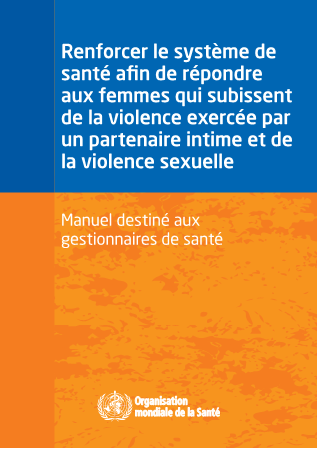 Renforcer le système de
santé afin de répondre
aux femmes qui subissent
de la violence exercée par
un partenaire intime et de
la violence sexuelle
Manuel destiné aux
gestionnaires de santé
Organisation
mondiale de la Santé